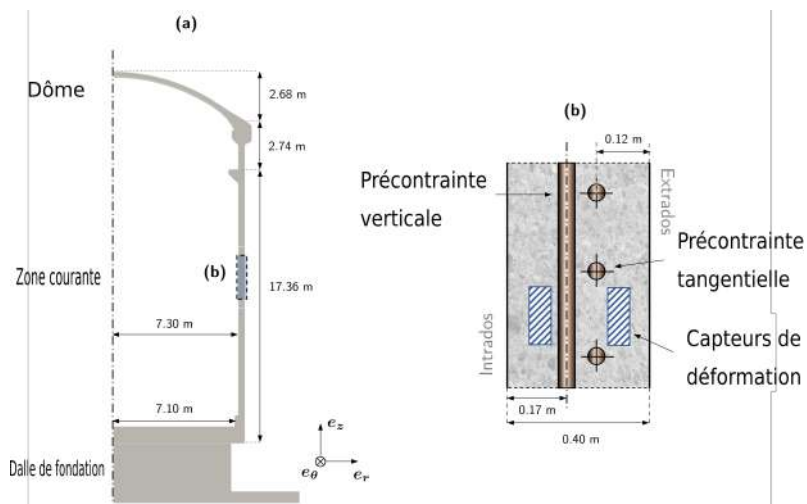 (a)
Dôme
2.68 m
2.74 m
Zone courante
(b)
17.36 m
7.30 m
7.10 m
Dalle de fondation
e_z
e_θ
e_r
(b)
0.12 m
Précontrainte
verticale
Extrados
Précontrainte
tangentielle
Intrados
Capteurs de
déformation
0.17 m
0.40 m